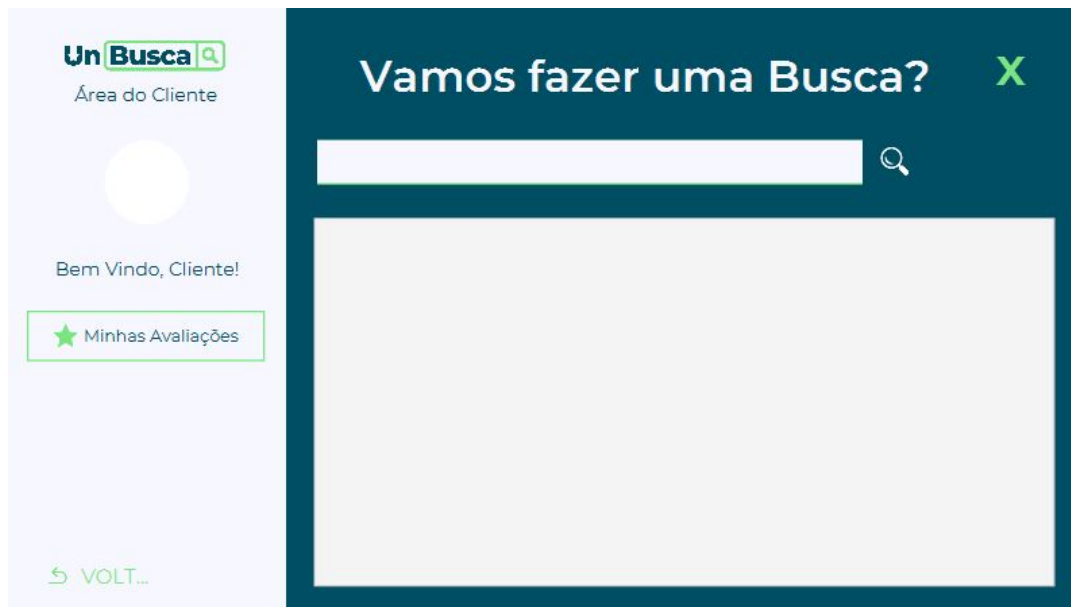 Un Busca
Área do Cliente
Bem Vindo, Cliente!
Minhas Avaliações
VOLT...
Vamos fazer uma Busca?
X